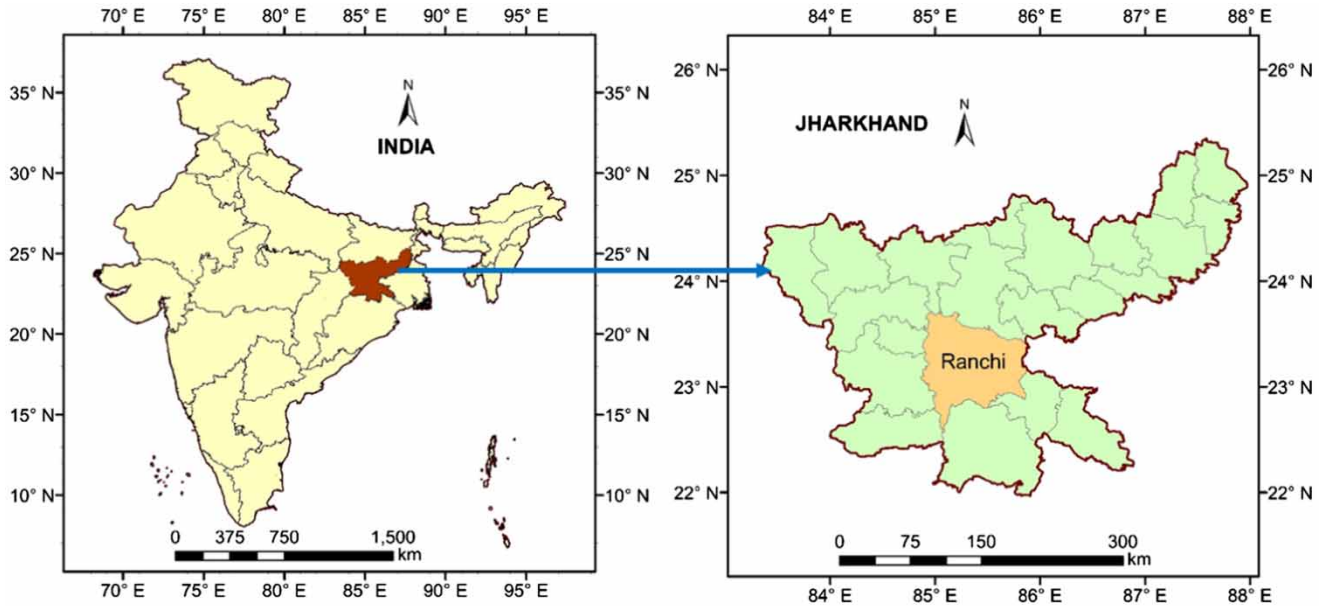 70° E 75° E 80° E 85° E 90° E 95° E
84° E 85° E 86° E 87° E 88° E
35° N
30° N
25° N
20° N
15° N
10° N
N
INDIA
35° N
30° N
25° N
20° N
15° N
10° N
0 375 750 1,500
km
70° E 75° E 80° E 85° E 90° E 95° E
26° N
25° N
24° N
23° N
22° N
JHARKHAND
N
Ranchi
26° N
25° N
24° N
23° N
22° N
0 75 150 300
km
84° E 85° E 86° E 87° E 88° E